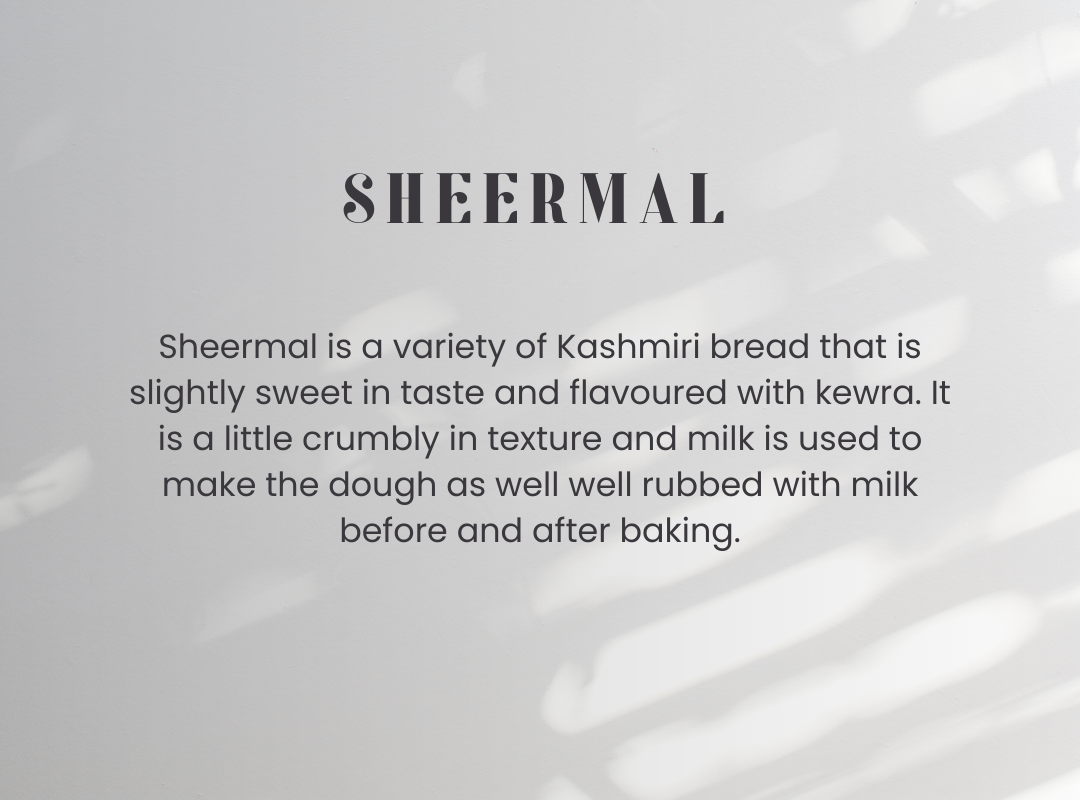 SHEERMAL
Sheermal is a variety of Kashmiri bread that is
slightly sweet in taste and flavoured with kewra. It
is a little crumbly in texture and milk is used to
make the dough as well well rubbed with milk
before and after baking.